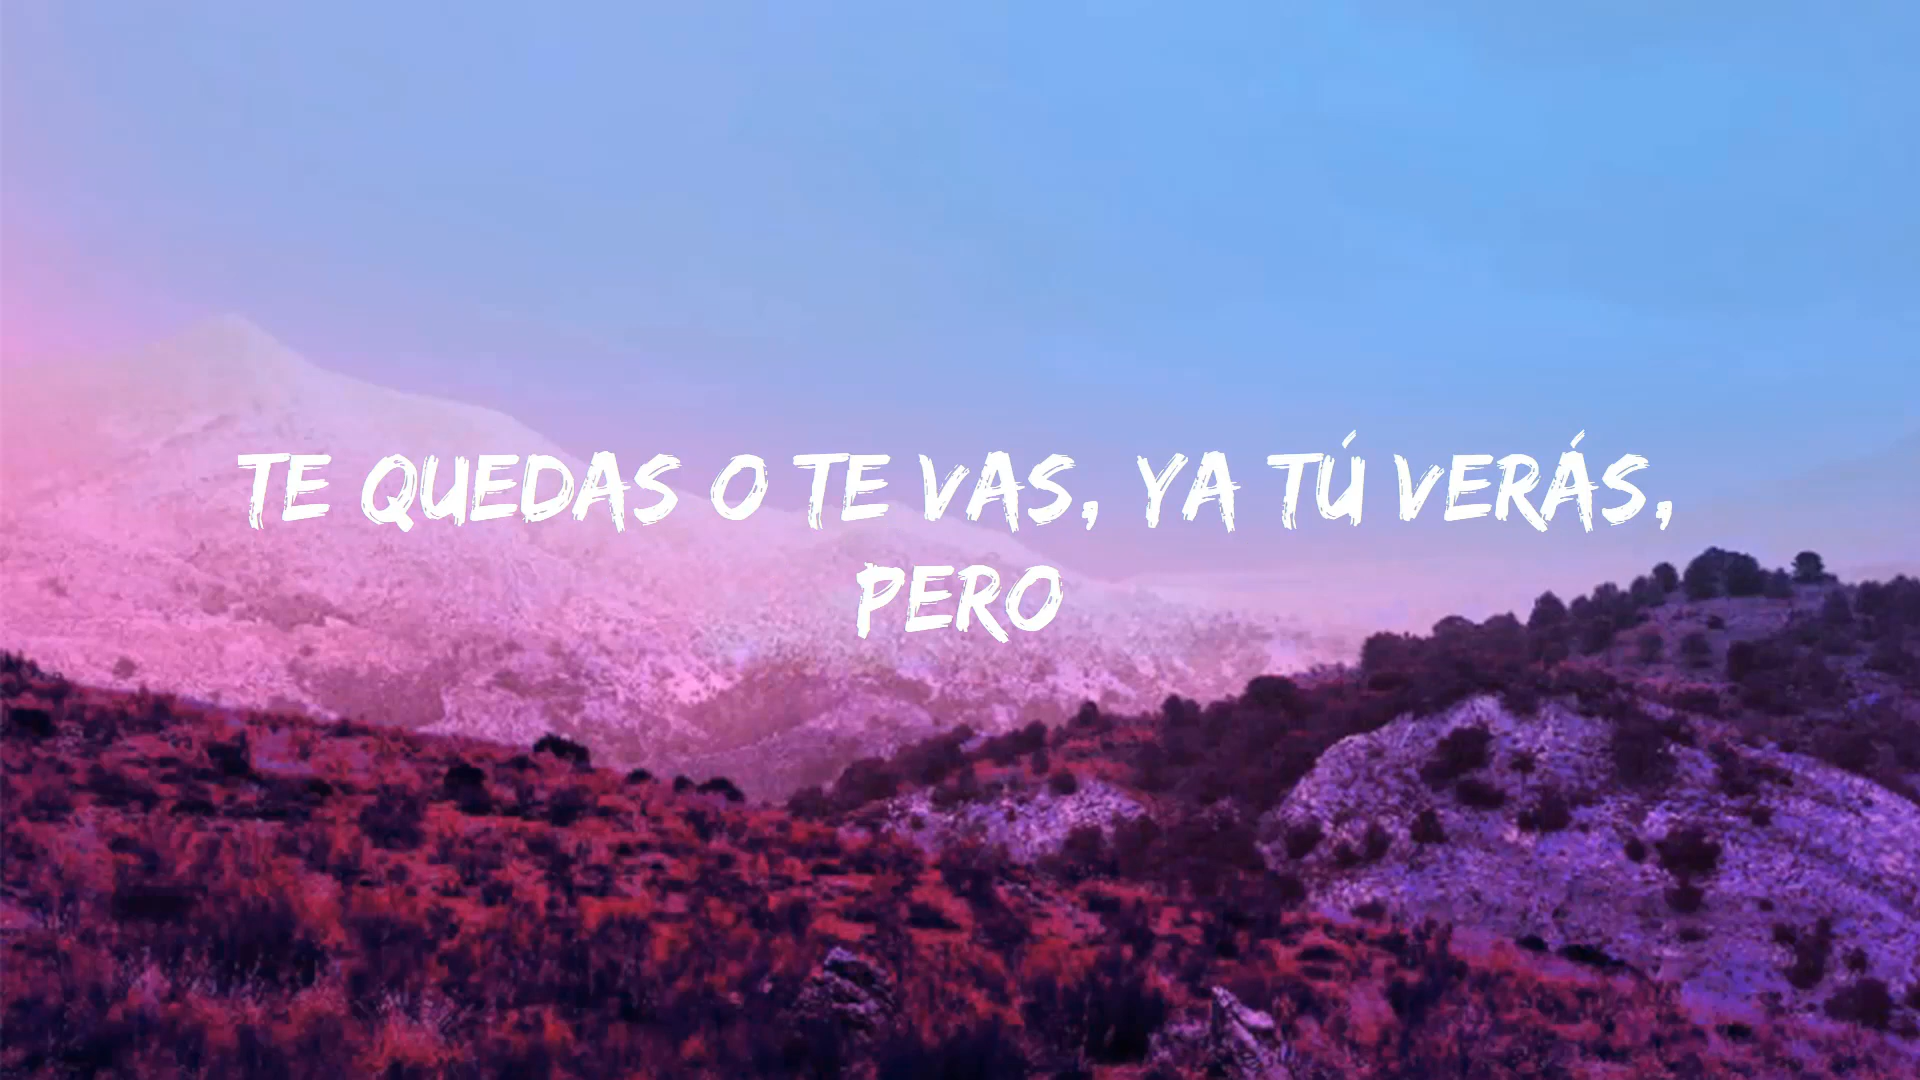 TE QUEDAS O TE VAS, YA TÚ VERÁS,
PERO